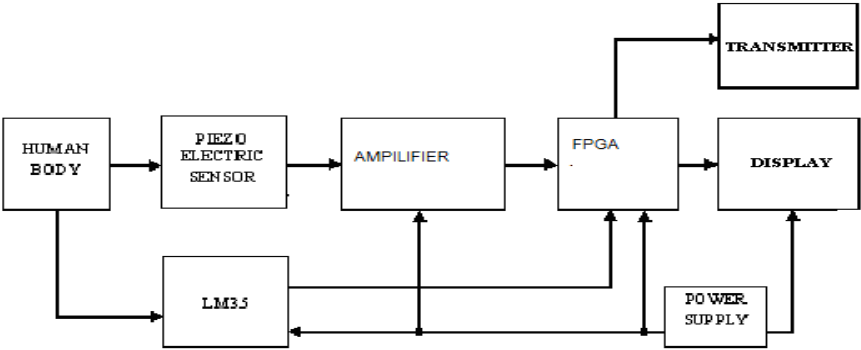 TRANSMITTER
HUMAN
BODY
PIEZO
ELECTRIC
SENSOR
AMPILIFIER
FPGA
.
DISPLAY
LM35
POWER
SUPPLY